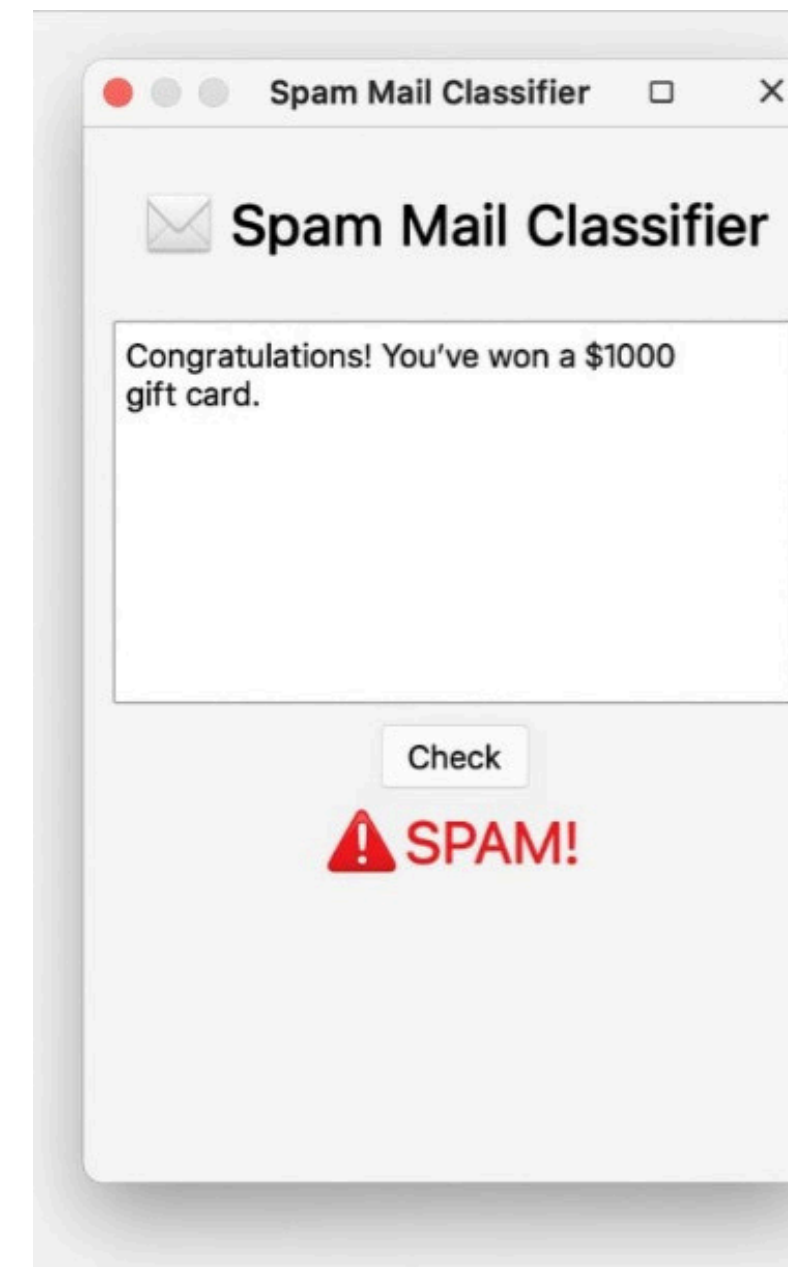 Spam Mail Classifier
Spam Mail Classifier
Congratulations! You’ve won a $1000
gift card.
Check
SPAM!